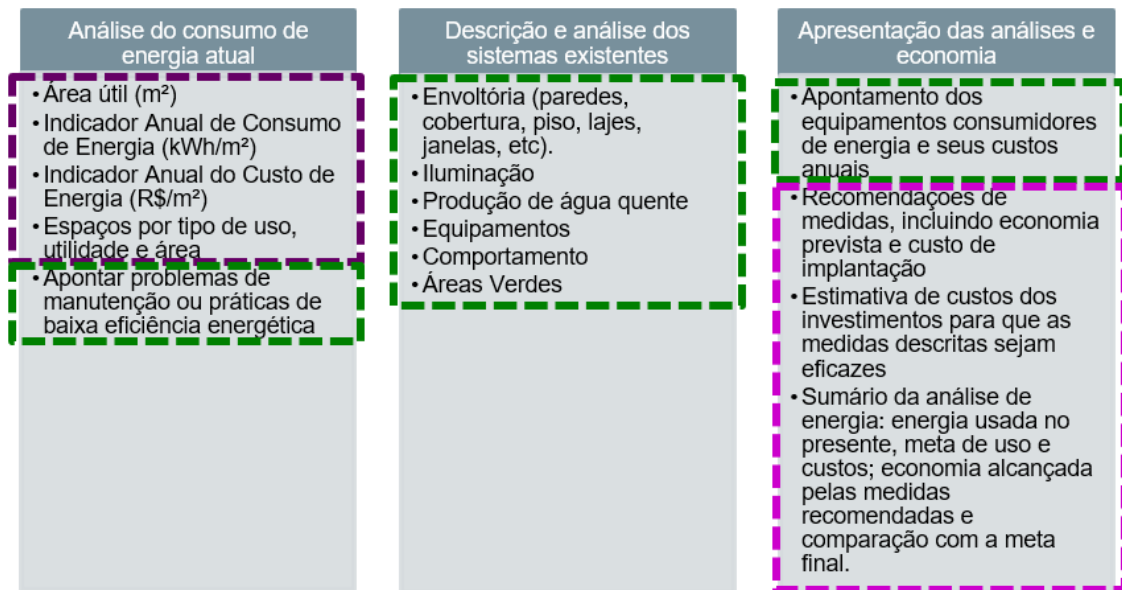 Análise do consumo de
energia atual
• Área útil (m²)
• Indicador Anual de Consumo
de Energia (kWh/m²)
• Indicador Anual do Custo de
Energia (R$/m²)
• Espaços por tipo de uso,
utilidade e área
• Apontar problemas de
manutenção ou práticas de
baixa eficiência energética
Descrição e análise dos
sistemas existentes
• Envoltória (paredes,
cobertura, piso, lajes,
janelas, etc).
• Iluminação
• Produção de água quente
• Equipamentos
• Comportamento
• Áreas Verdes
Apresentação das análises e
economia
• Apontamento dos
equipamentos consumidores
de energia e seus custos
anuais
• Recomendações de
medidas, incluindo economia
prevista e custo de
implantação
• Estimativa de custos dos
investimentos para que as
medidas descritas sejam
eficazes
• Sumário da análise de
energia: energia usada no
presente, meta de uso e
custos; economia alcançada
pelas medidas
recomendadas e
comparação com a meta
final.